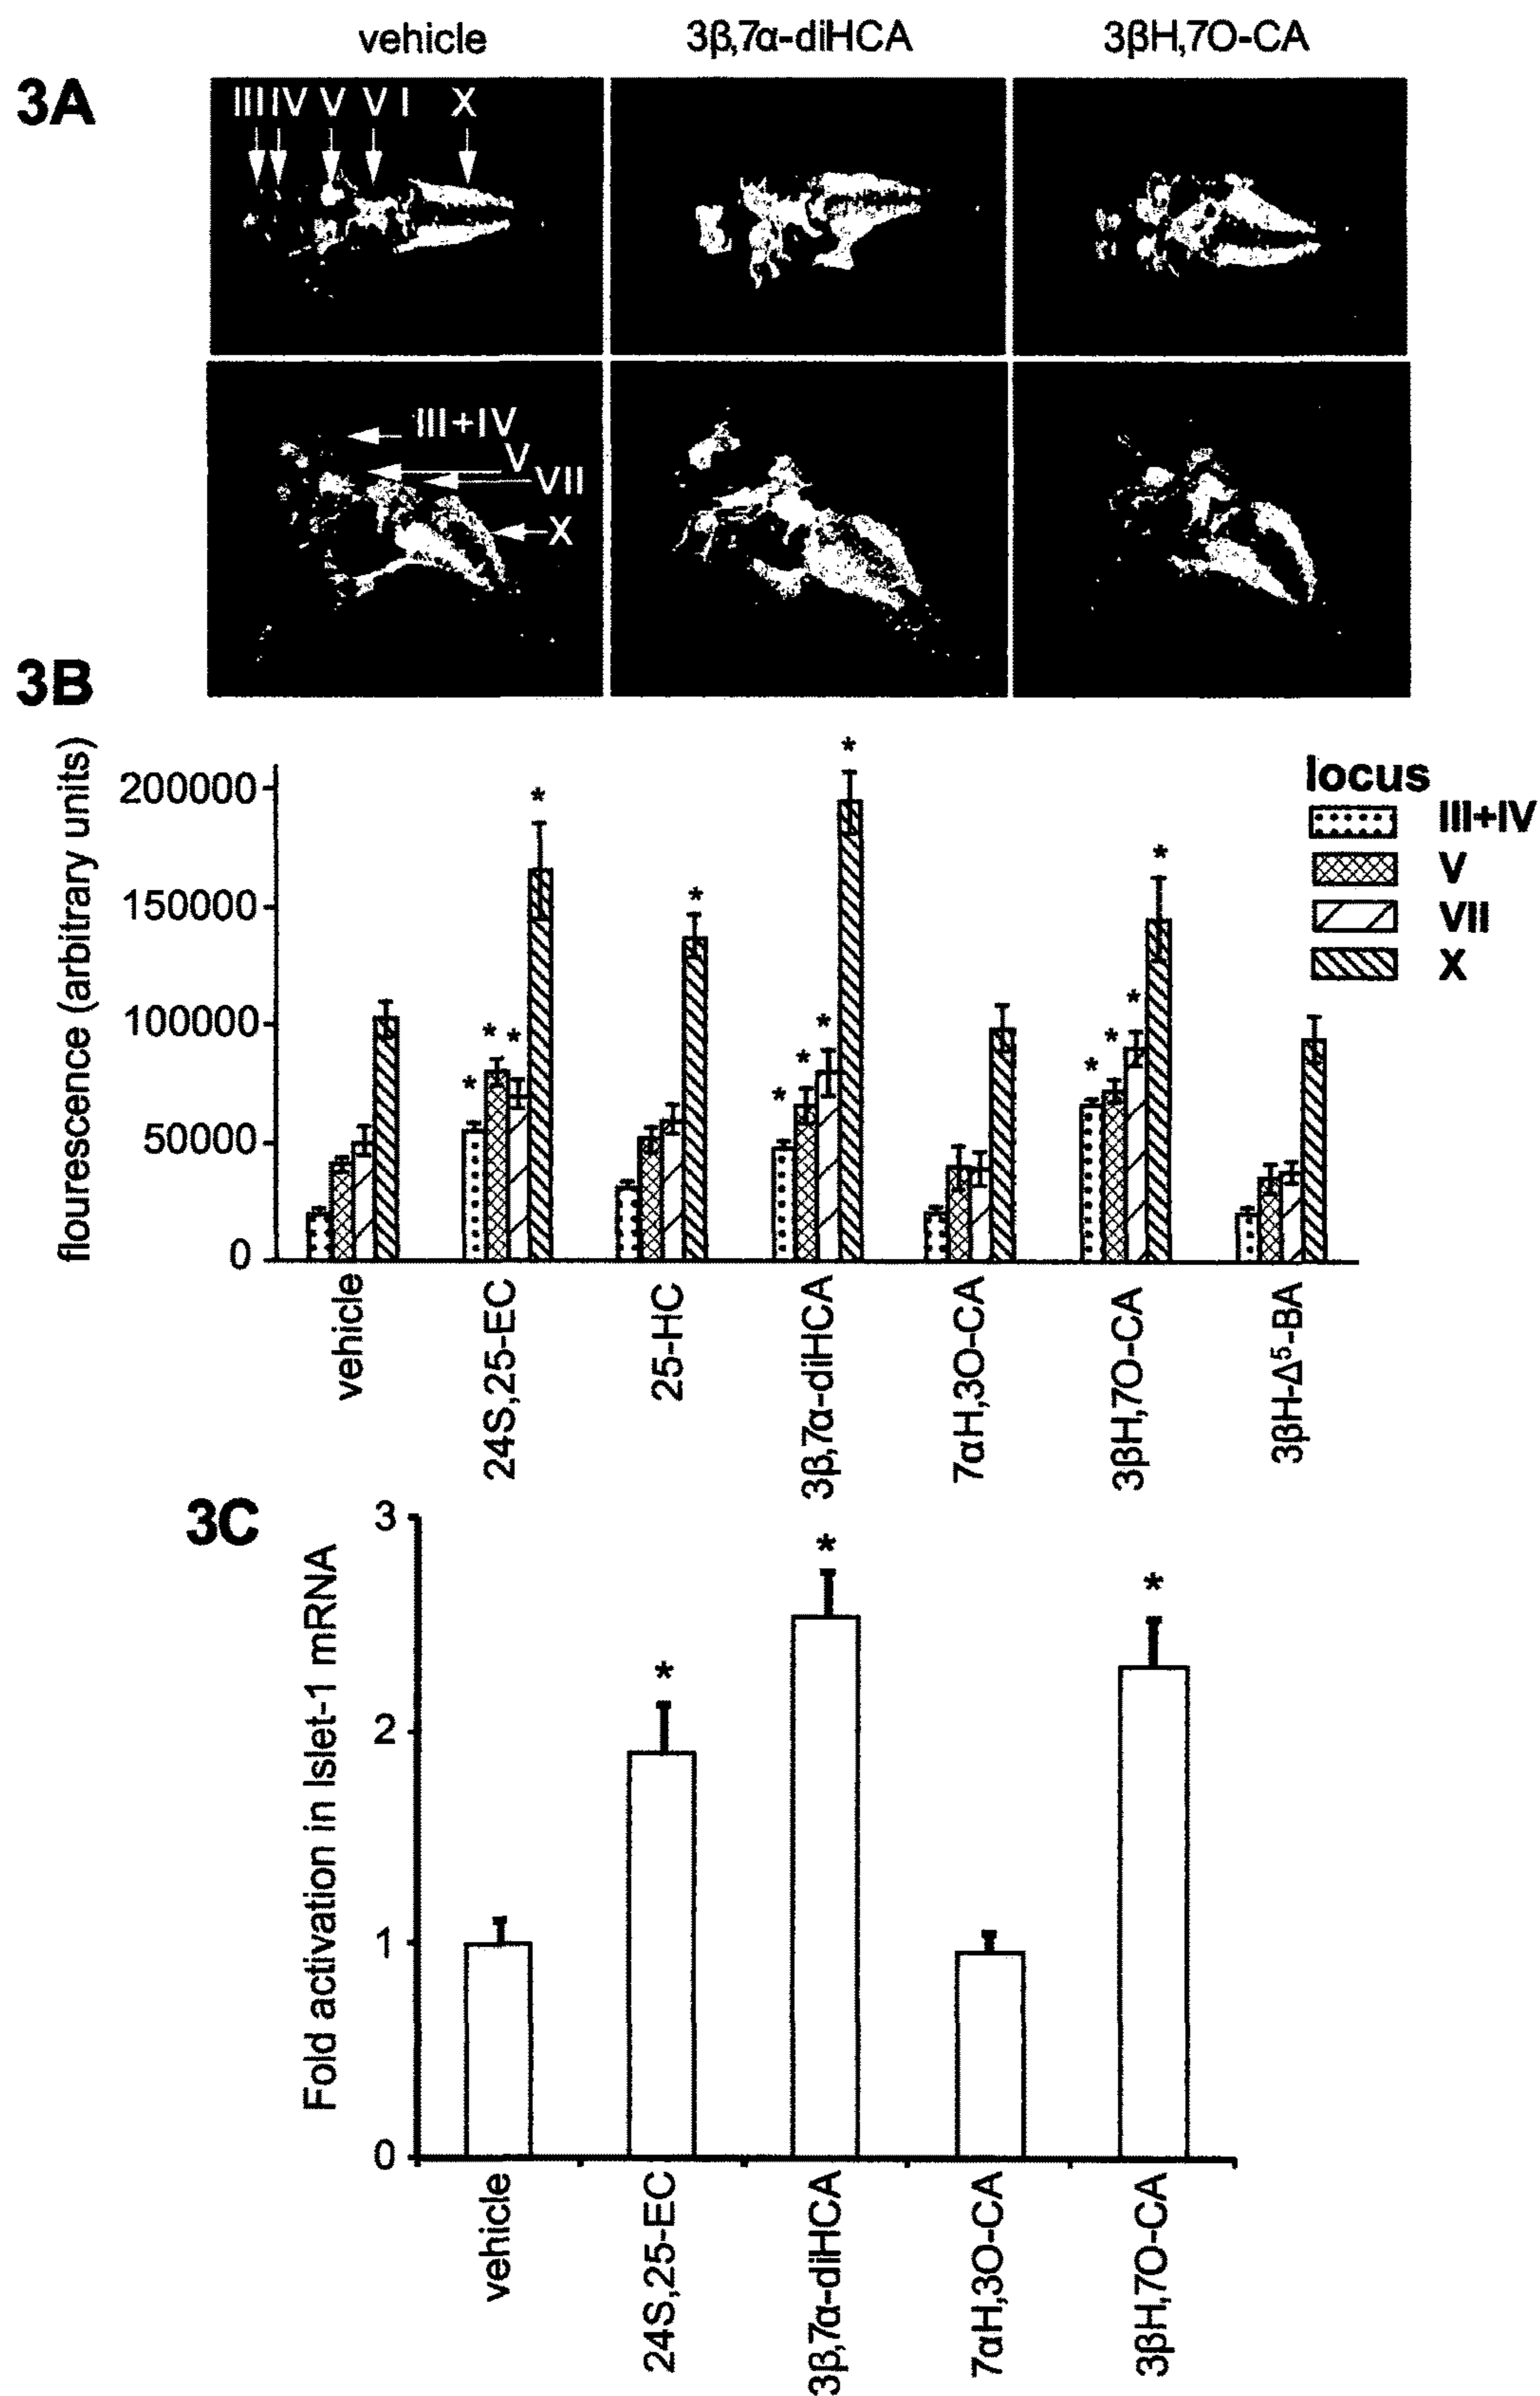 vehicle 3β,7α-diHCA 3βH,7O-CA
3A
III IV V V I X
III+IV
V
VII
X
3B
flourescence (arbitrary units)
200000
150000
100000
50000
0
* * * * * * * * * * * * *
locus
III+IV
V
VII
X
vehicle
24S,25-EC
25-HC
3β,7α-diHCA
7αH,3O-CA
3βH,7O-CA
3βH-Δ⁵-BA
3C
Fold activation in Islet-1 mRNA
3
2
1
0
* * *
vehicle
24S,25-EC
3β,7α-diHCA
7αH,3O-CA
3βH,7O-CA